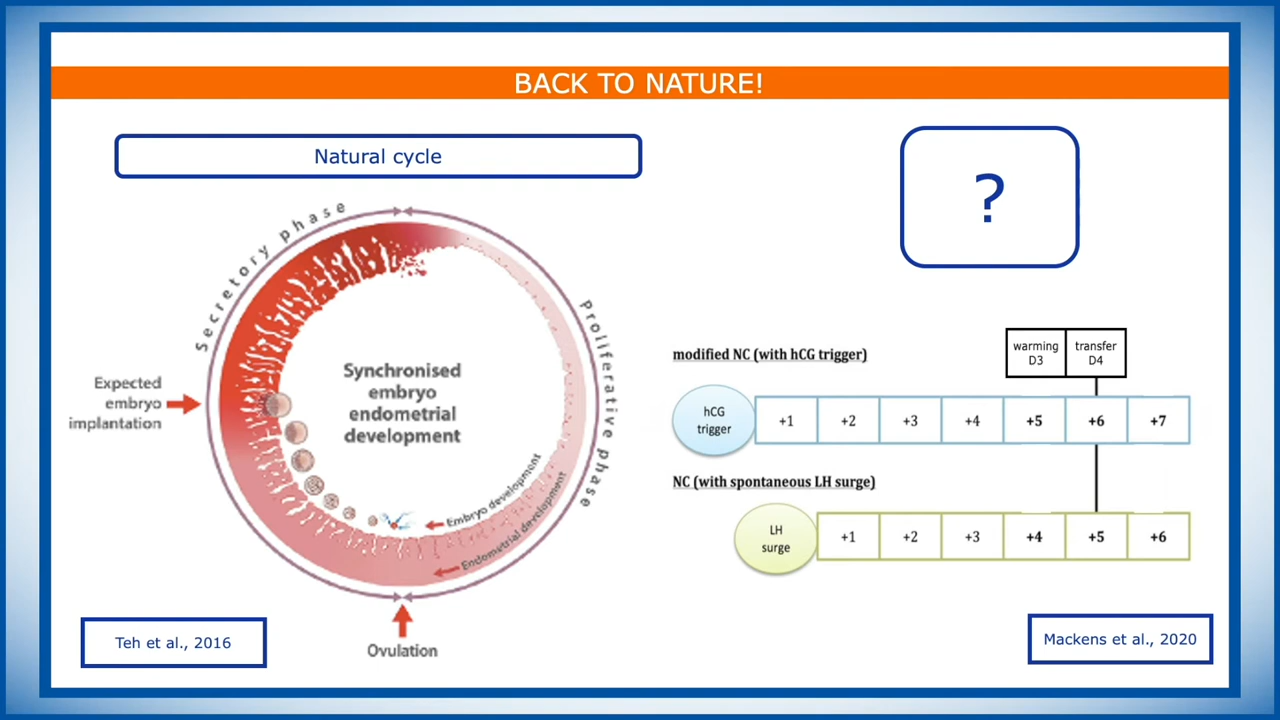 BACK TO NATURE!
Natural cycle
?
Secretory phase
Proliferative phase
Synchronised
embryo
endometrial
development
Expected
embryo
implantation
Embryo development
Endometrial development
Ovulation
Teh et al., 2016
modified NC (with hCG trigger)
warming
D3
transfer
D4
hCG
trigger
+1 +2 +3 +4 +5 +6 +7
NC (with spontaneous LH surge)
LH
surge
+1 +2 +3 +4 +5 +6
Mackens et al., 2020